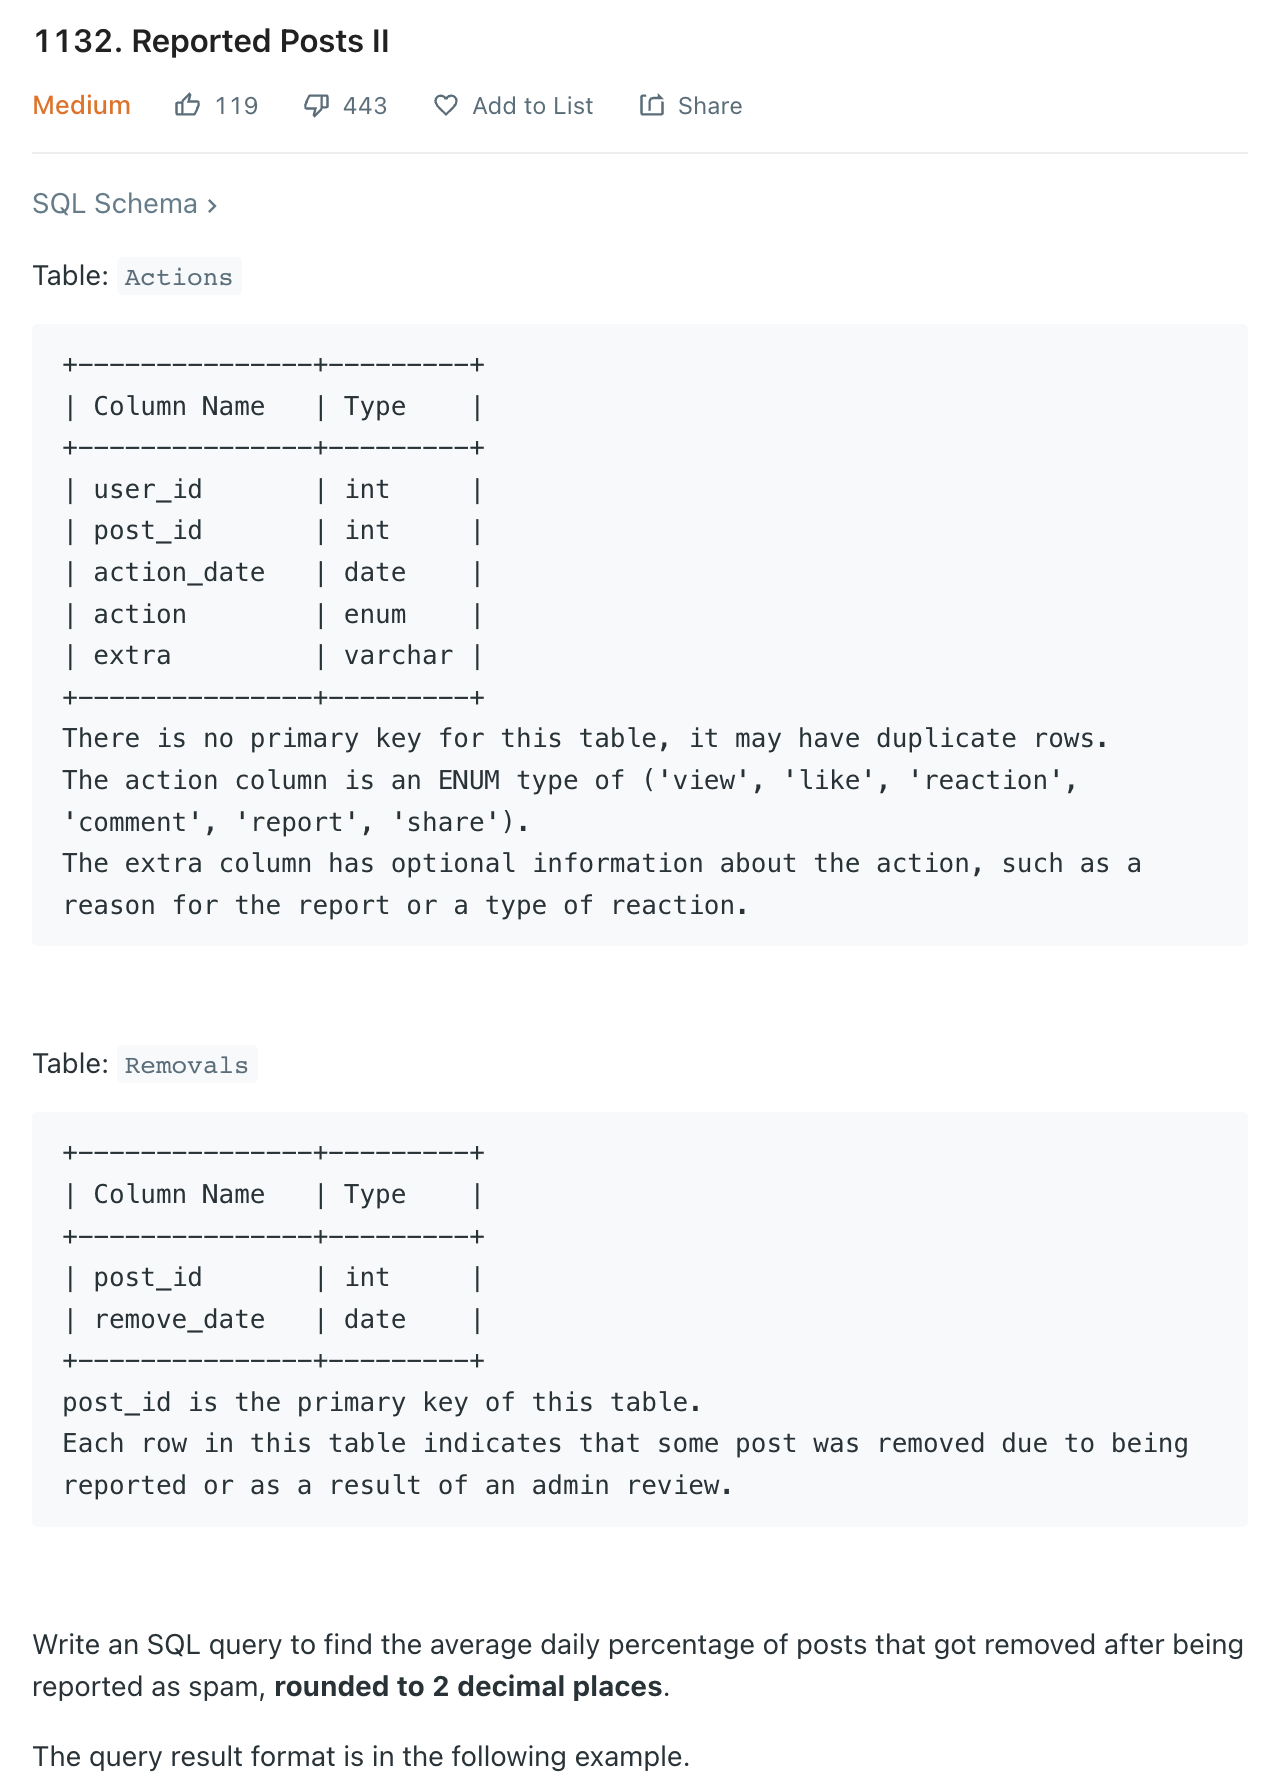 1132. Reported Posts II
Medium 119 443 Add to List Share
SQL Schema ›
Table: Actions
+---------------+---------+
| Column Name   | Type    |
+---------------+---------+
| user_id       | int     |
| post_id       | int     |
| action_date   | date    |
| action        | enum    |
| extra         | varchar |
+---------------+---------+
There is no primary key for this table, it may have duplicate rows.
The action column is an ENUM type of ('view', 'like', 'reaction',
'comment', 'report', 'share').
The extra column has optional information about the action, such as a
reason for the report or a type of reaction.
Table: Removals
+---------------+---------+
| Column Name   | Type    |
+---------------+---------+
| post_id       | int     |
| remove_date   | date    |
+---------------+---------+
post_id is the primary key of this table.
Each row in this table indicates that some post was removed due to being
reported or as a result of an admin review.
Write an SQL query to find the average daily percentage of posts that got removed after being
reported as spam, rounded to 2 decimal places.
The query result format is in the following example.